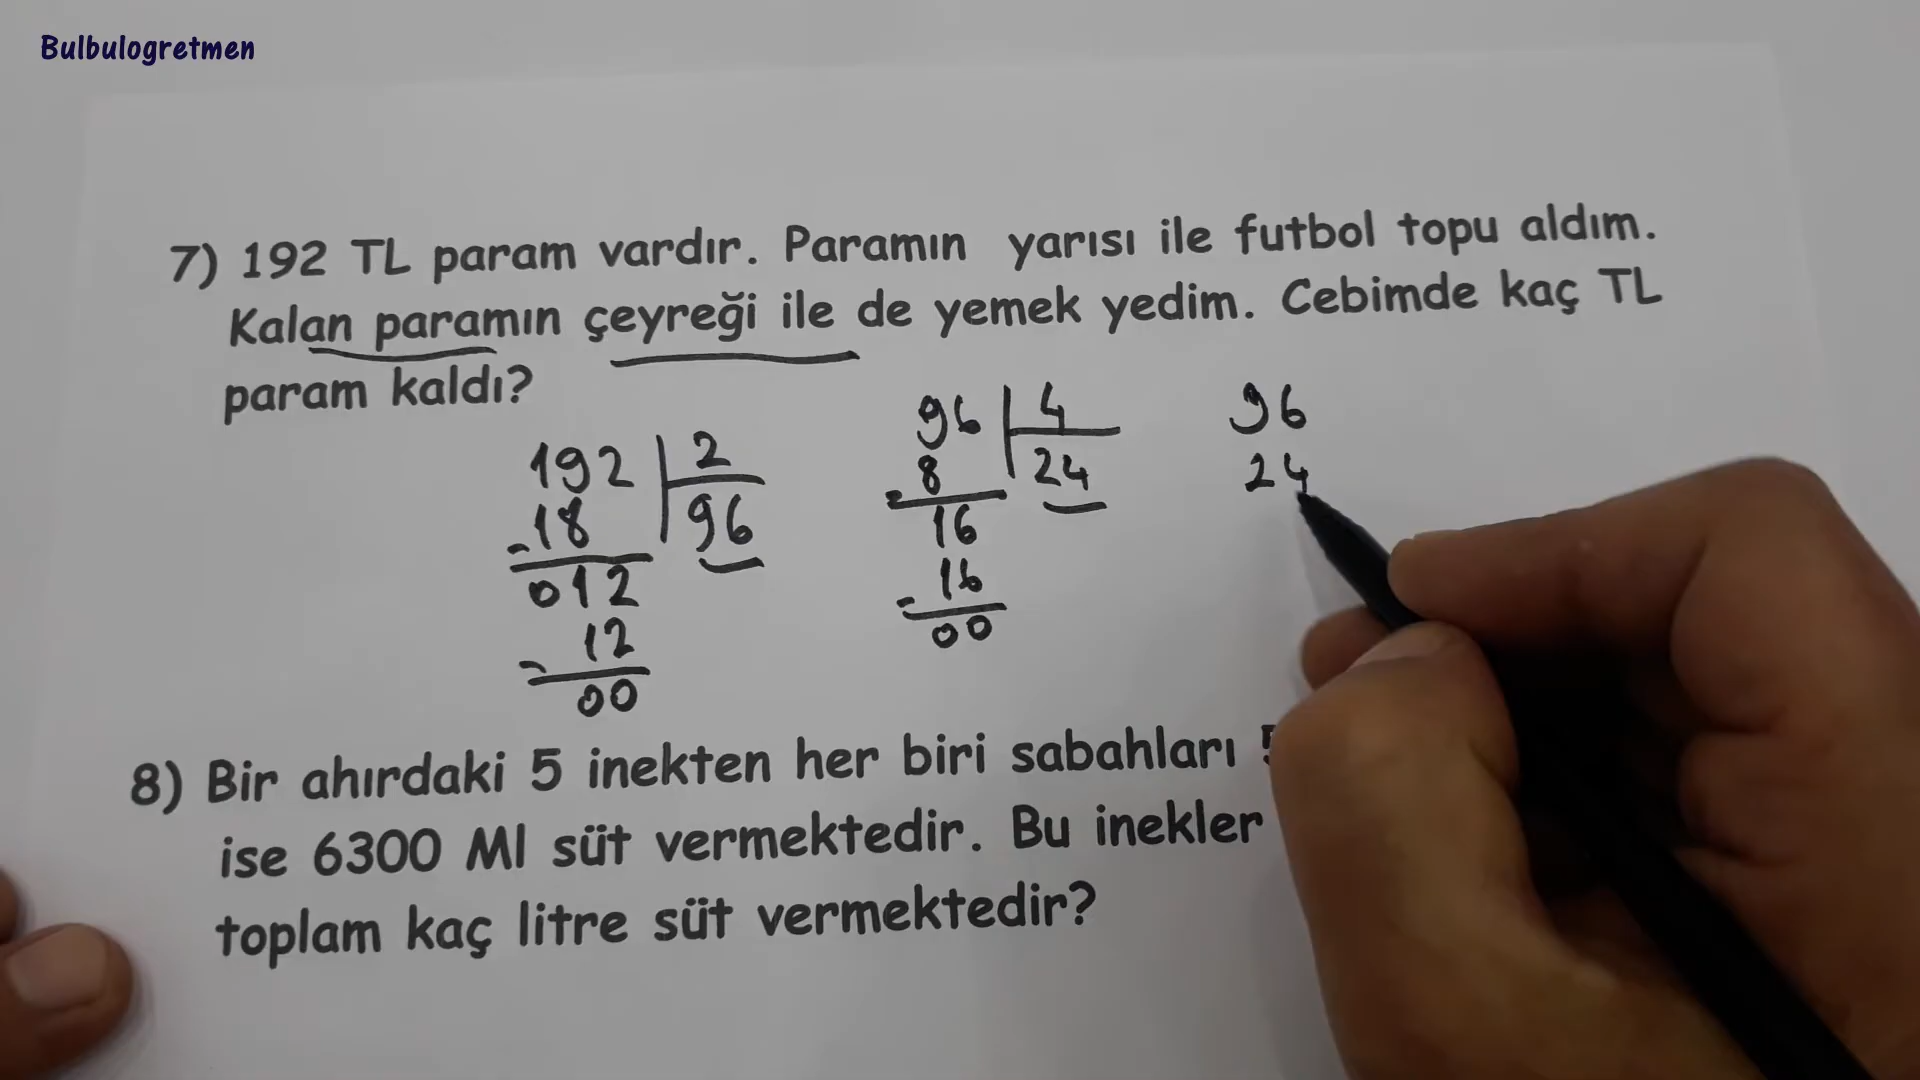 Bulbulogretmen
7) 192 TL param vardır. Paramın yarısı ile futbol topu aldım.
Kalan paramın çeyreği ile de yemek yedim. Cebimde kaç TL
param kaldı?
192 2
18 96
012
12
00
96 4
8 24
16
16
00
96
24
8) Bir ahırdaki 5 inekten her biri sabahları
ise 6300 Ml süt vermektedir. Bu inekler
toplam kaç litre süt vermektedir?